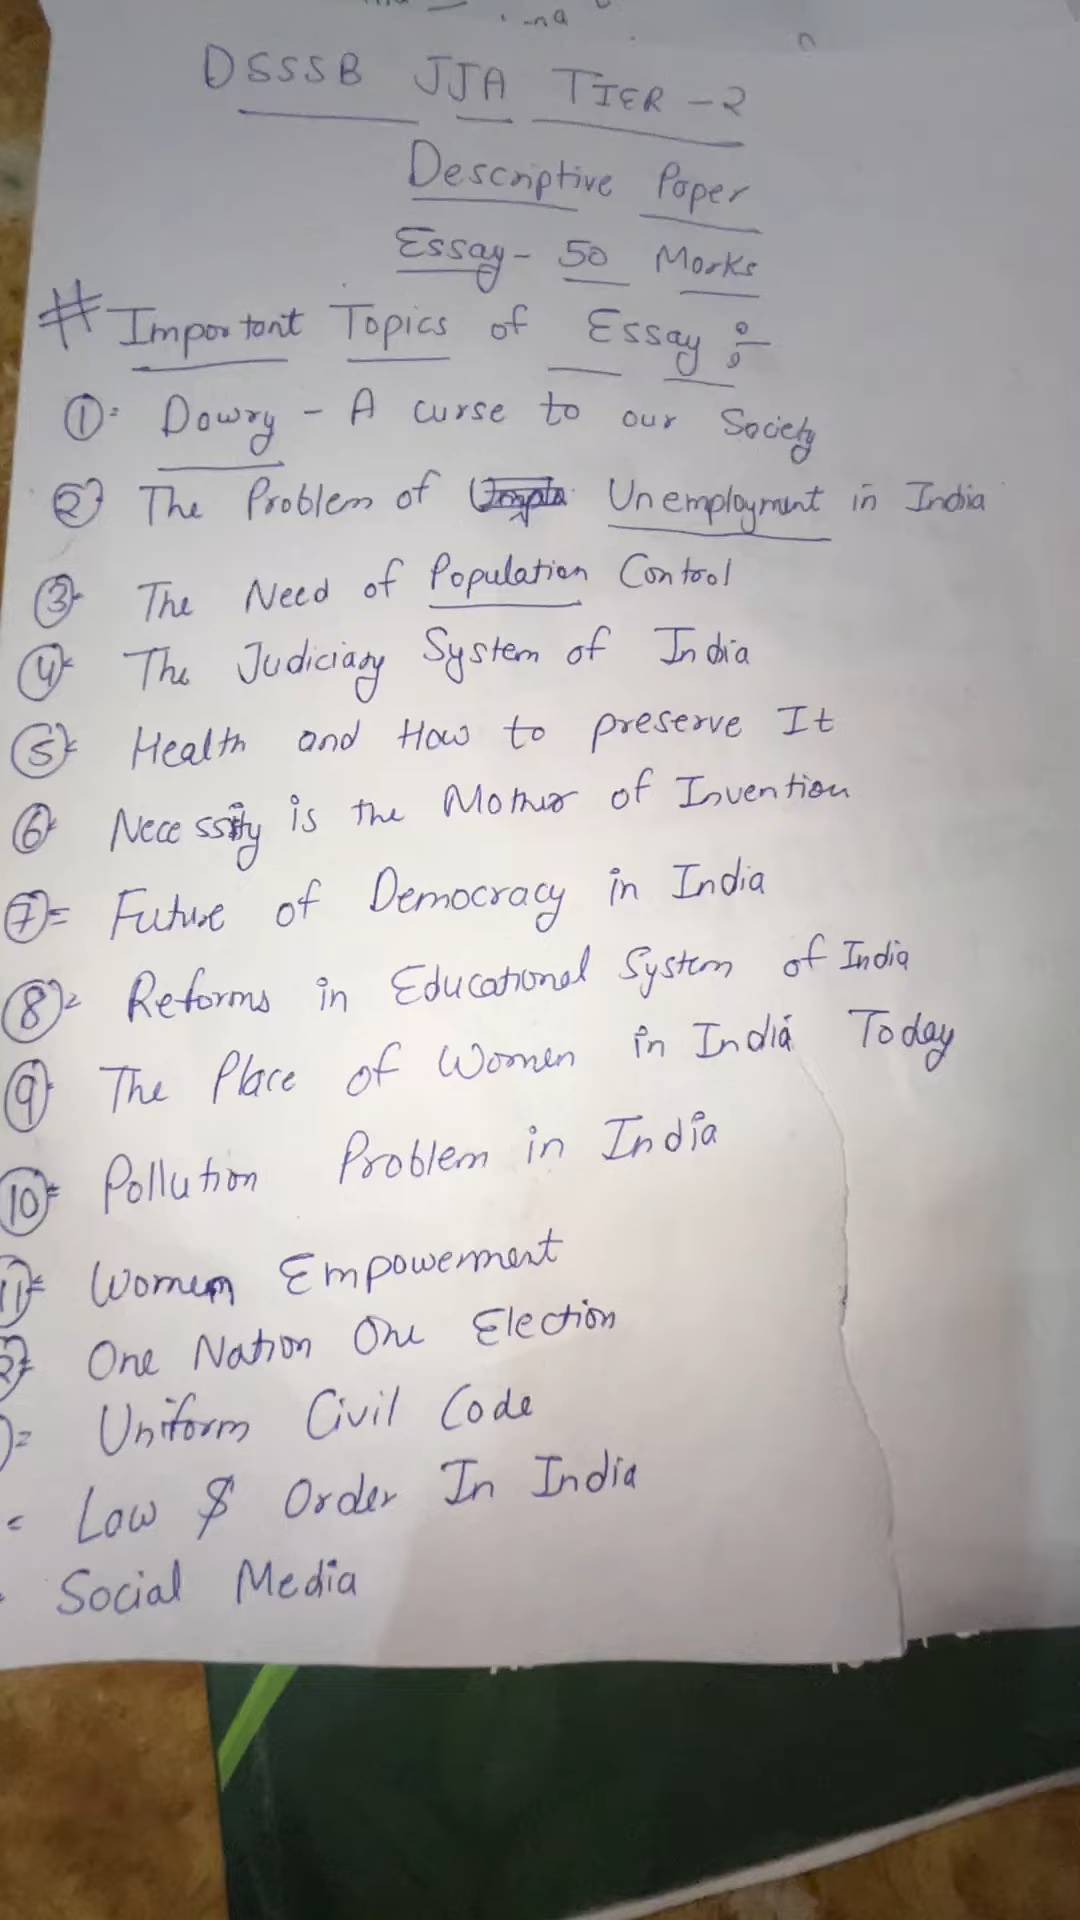 DSSSB JJA TIER-2
Descriptive Paper
Essay - 50 Marks
# Important Topics of Essay :-
①= Dowry - A curse to our Society
②= The Problem of Unemployment in India
③= The Need of Population Control
④= The Judiciary System of India
⑤= Health and How to preserve It
⑥= Necessity is the Mother of Invention
⑦= Future of Democracy in India
⑧= Reforms in Educational System of India
⑨= The Place of Women in India Today
⑩= Pollution Problem in India
11= Women Empowerment
2= One Nation One Election
= Uniform Civil Code
= Law $ Order In India
Social Media